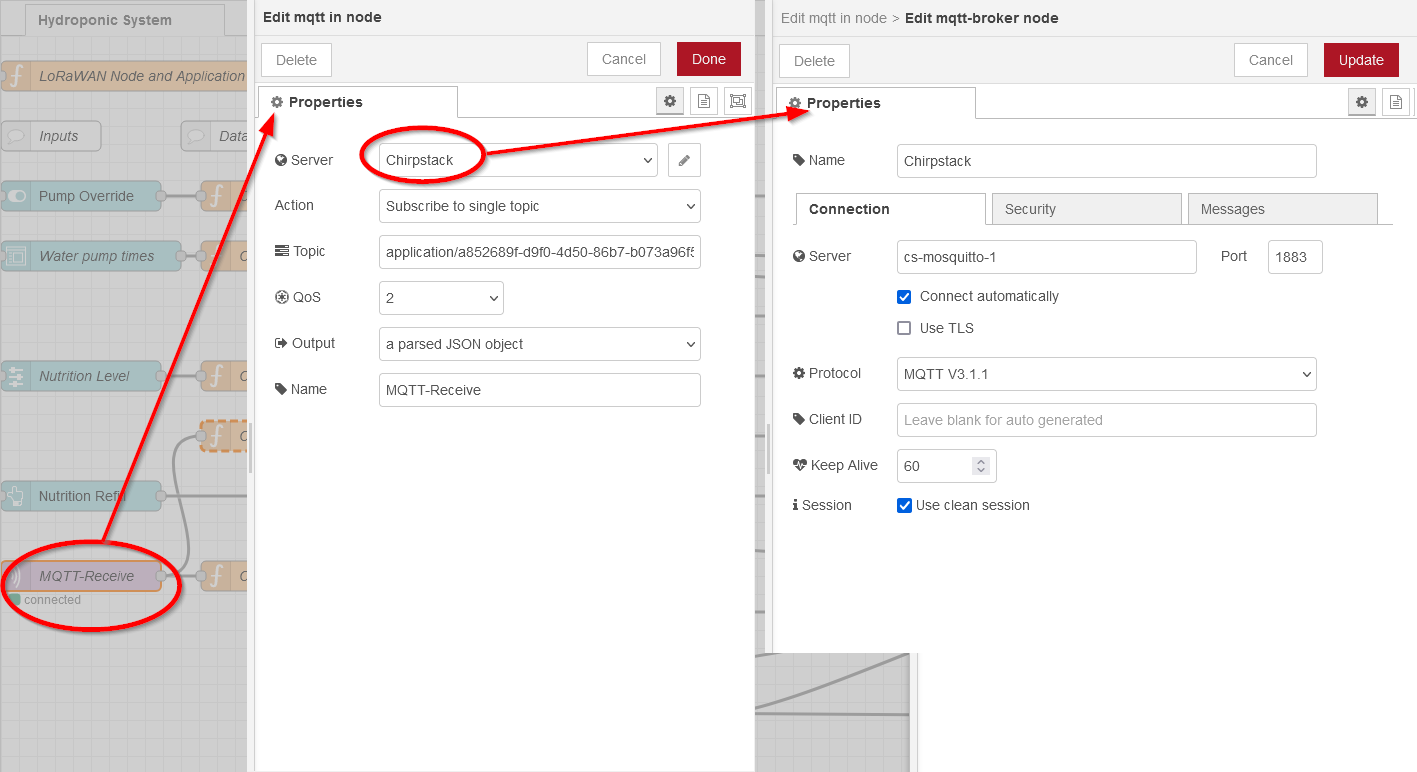 Hydroponic System
LoRaWAN Node and Application
Inputs
Data
Pump Override
Water pump times
Nutrition Level
Nutrition Refill
MQTT-Receive
connected
Edit mqtt in node
Delete
Cancel
Done
Properties
Server
Chirpstack
Action
Subscribe to single topic
Topic
application/a852689f-d9f0-4d50-86b7-b073a96f5
QoS
2
Output
a parsed JSON object
Name
MQTT-Receive
Edit mqtt in node > Edit mqtt-broker node
Delete
Cancel
Update
Properties
Name
Chirpstack
Connection
Security
Messages
Server
cs-mosquitto-1
Port
1883
Connect automatically
Use TLS
Protocol
MQTT V3.1.1
Client ID
Leave blank for auto generated
Keep Alive
60
Session
Use clean session